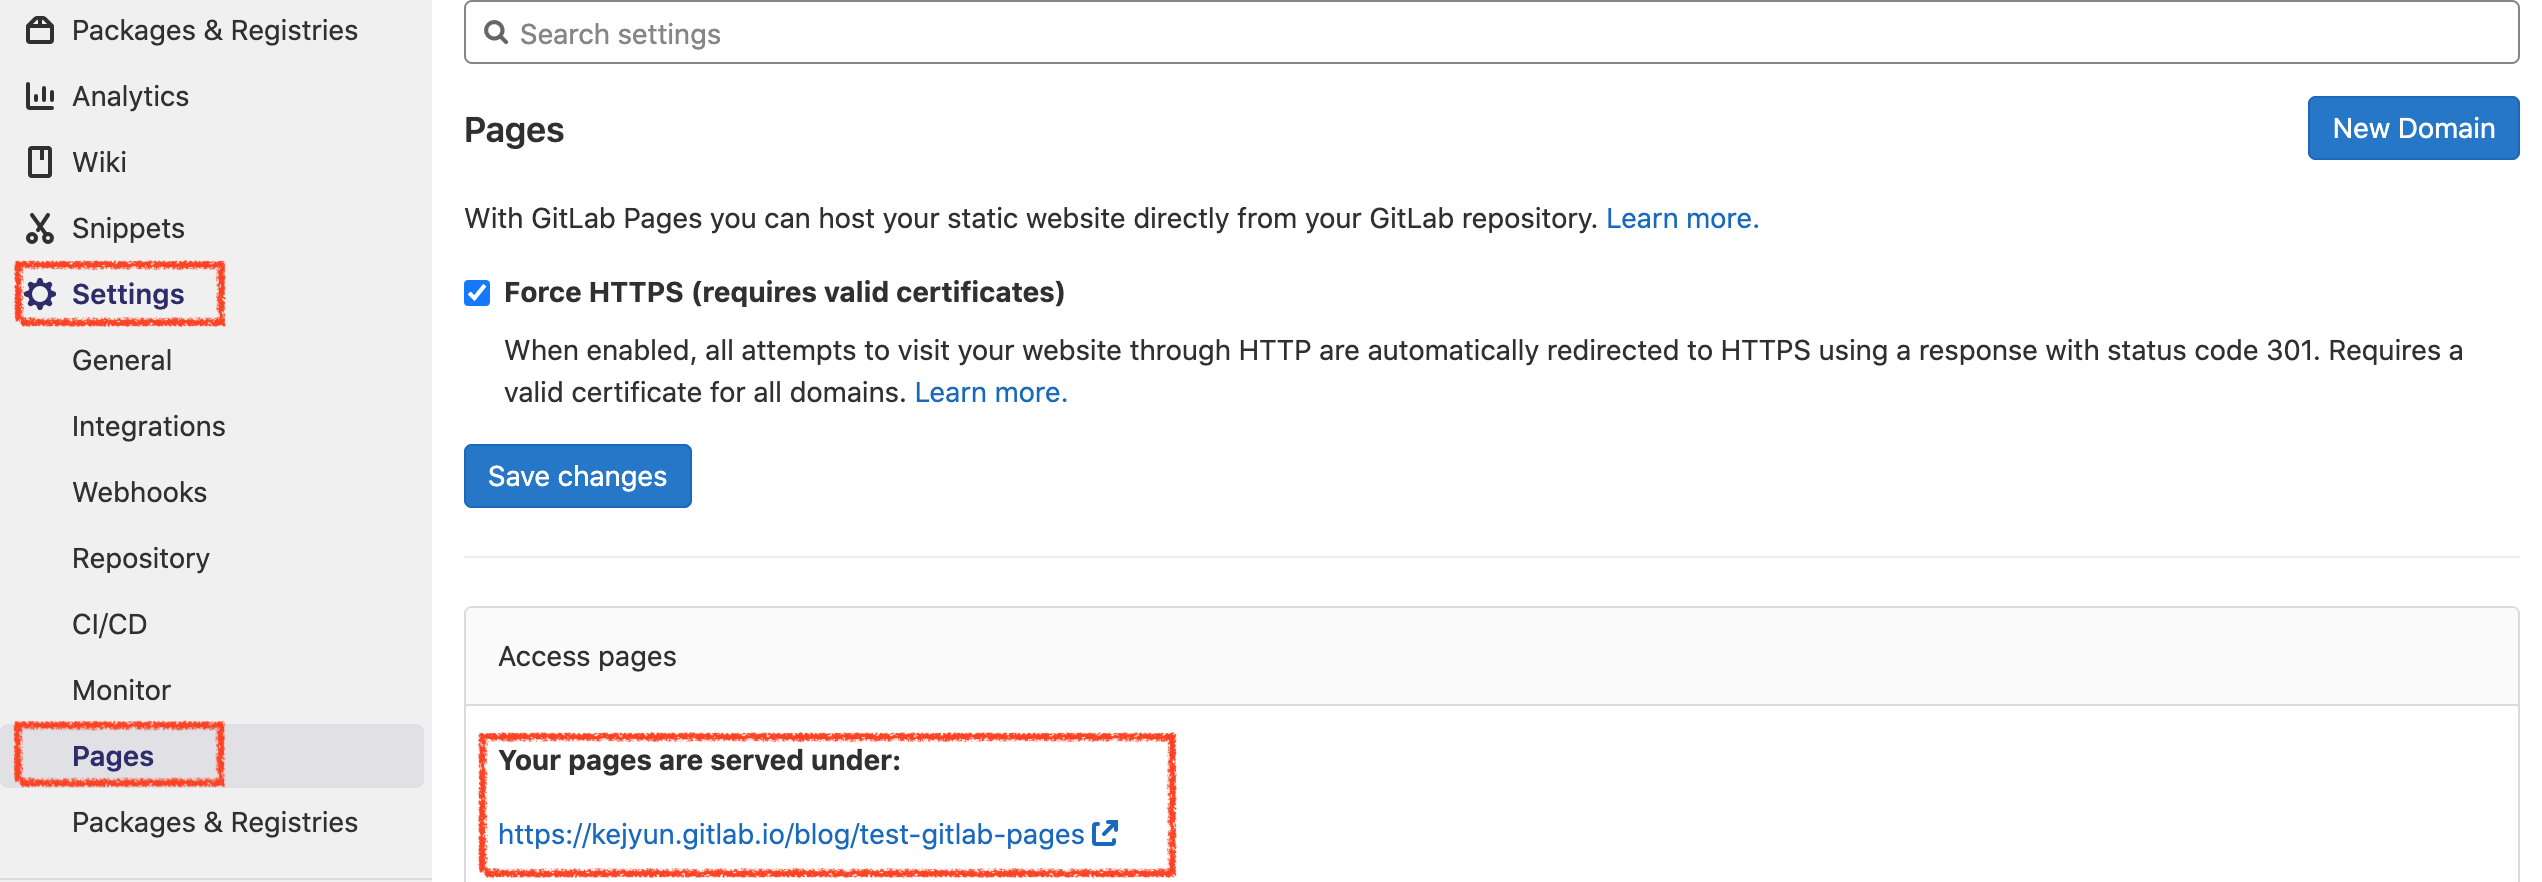 Packages & Registries
Analytics
Wiki
Snippets
Settings
General
Integrations
Webhooks
Repository
CI/CD
Monitor
Pages
Packages & Registries
Search settings
Pages
New Domain
With GitLab Pages you can host your static website directly from your GitLab repository. Learn more.
Force HTTPS (requires valid certificates)
When enabled, all attempts to visit your website through HTTP are automatically redirected to HTTPS using a response with status code 301. Requires a
valid certificate for all domains. Learn more.
Save changes
Access pages
Your pages are served under:
https://kejyun.gitlab.io/blog/test-gitlab-pages